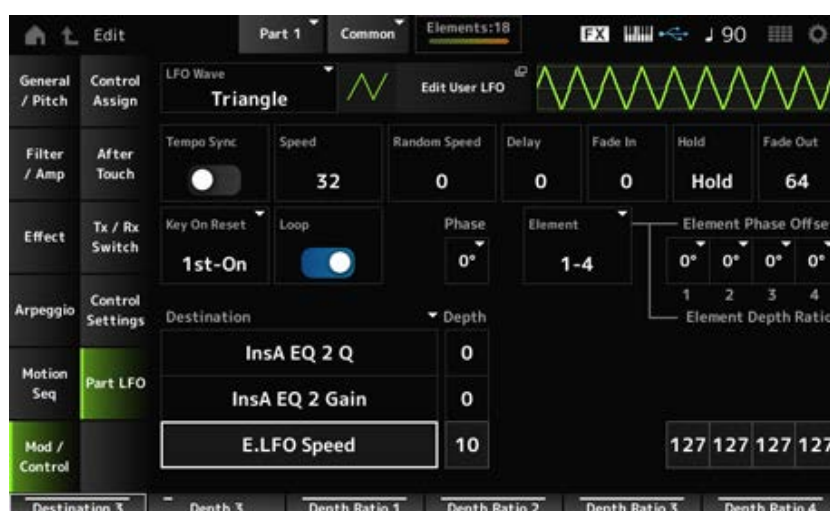 Edit
Part 1
Common
Elements:18
FX
♩ 90
General / Pitch
Control Assign
LFO Wave
Triangle
Edit User LFO
Filter / Amp
After Touch
Tempo Sync
Speed
32
Random Speed
0
Delay
0
Fade In
0
Hold
Hold
Fade Out
64
Effect
Tx / Rx Switch
Key On Reset
1st-On
Loop
Phase
0°
Element
1-4
Element Phase Offse
0° 0° 0° 0°
1 2 3 4
Element Depth Ratio
Arpeggio
Control Settings
Destination
Depth
InsA EQ 2 Q
0
Motion Seq
Part LFO
InsA EQ 2 Gain
0
Mod / Control
E.LFO Speed
10
127 127 127 127
Destination 3
Depth 3
Depth Ratio 1
Depth Ratio 2
Depth Ratio 3
Depth Ratio 4